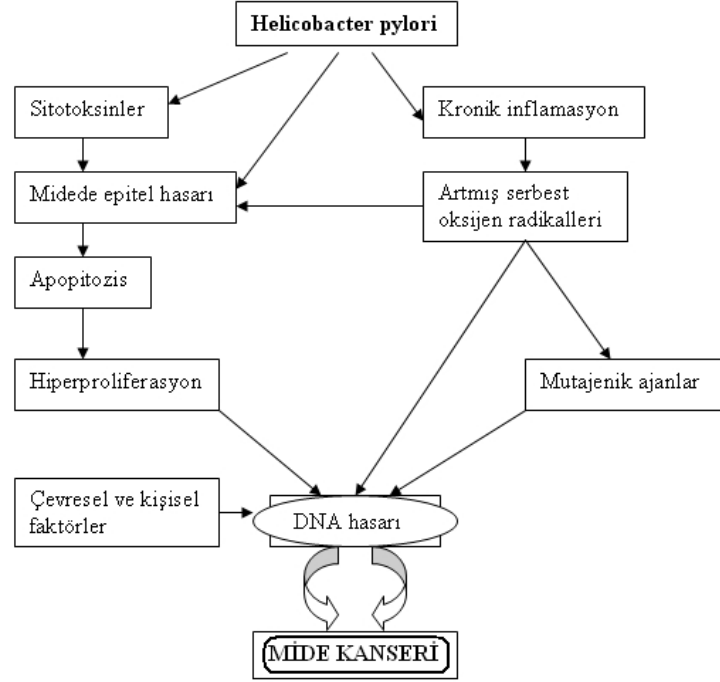 Helicobacter pylori
Sitotoksinler
Kronik inflamasyon
Midede epitel hasarı
Artmış serbest
oksijen radikalleri
Apopitozis
Hiperproliferasyon
Mutajenik ajanlar
Çevresel ve kişisel
faktörler
DNA hasarı
MİDE KANSERİ